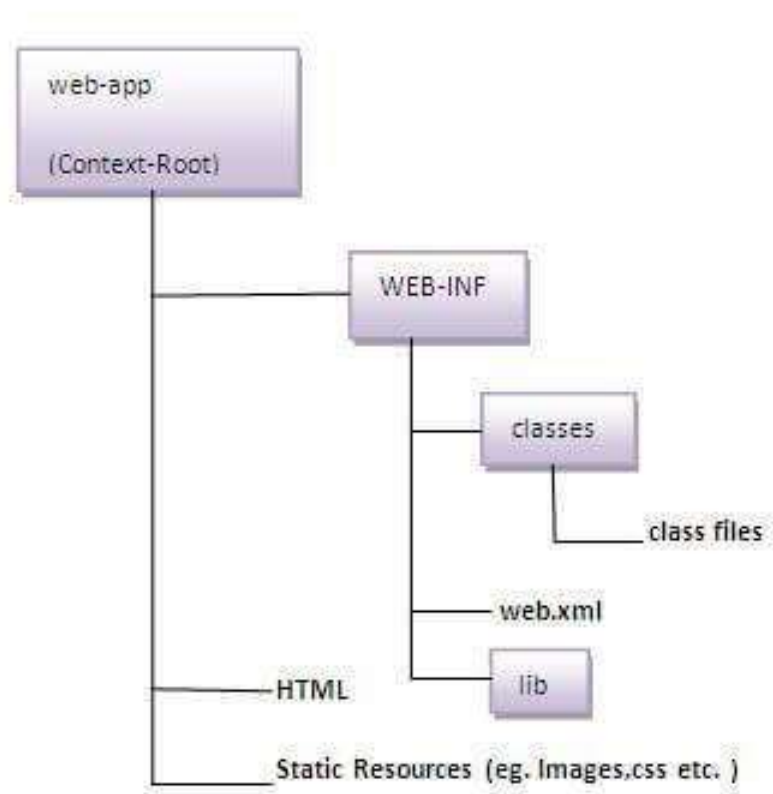 web-app
(Context-Root)
WEB-INF
classes
class files
web.xml
lib
HTML
Static Resources (eg. Images,css etc. )